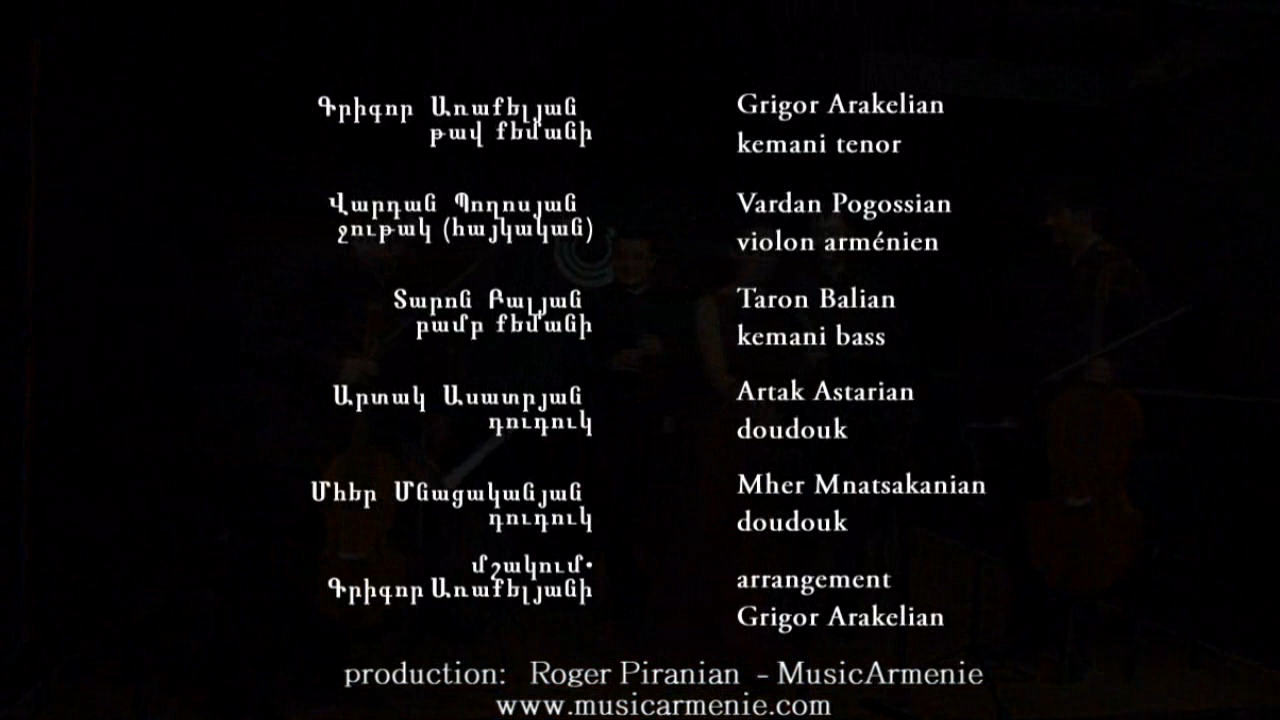 Գրիգոր Առաքելյան
թավ քեմանի
Վարդան Պողոսյան
ջութակ (հայկական)
Տարոն Բալյան
բամբ քեմանի
Արտակ Ասատրյան
դուդուկ
Մհեր Մնացականյան
դուդուկ
մշակում․
Գրիգոր Առաքելյանի
Grigor Arakelian
kemani tenor
Vardan Pogossian
violon arménien
Taron Balian
kemani bass
Artak Astarian
doudouk
Mher Mnatsakanian
doudouk
arrangement
Grigor Arakelian
production: Roger Piranian - MusicArmenie
www.musicarmenie.com